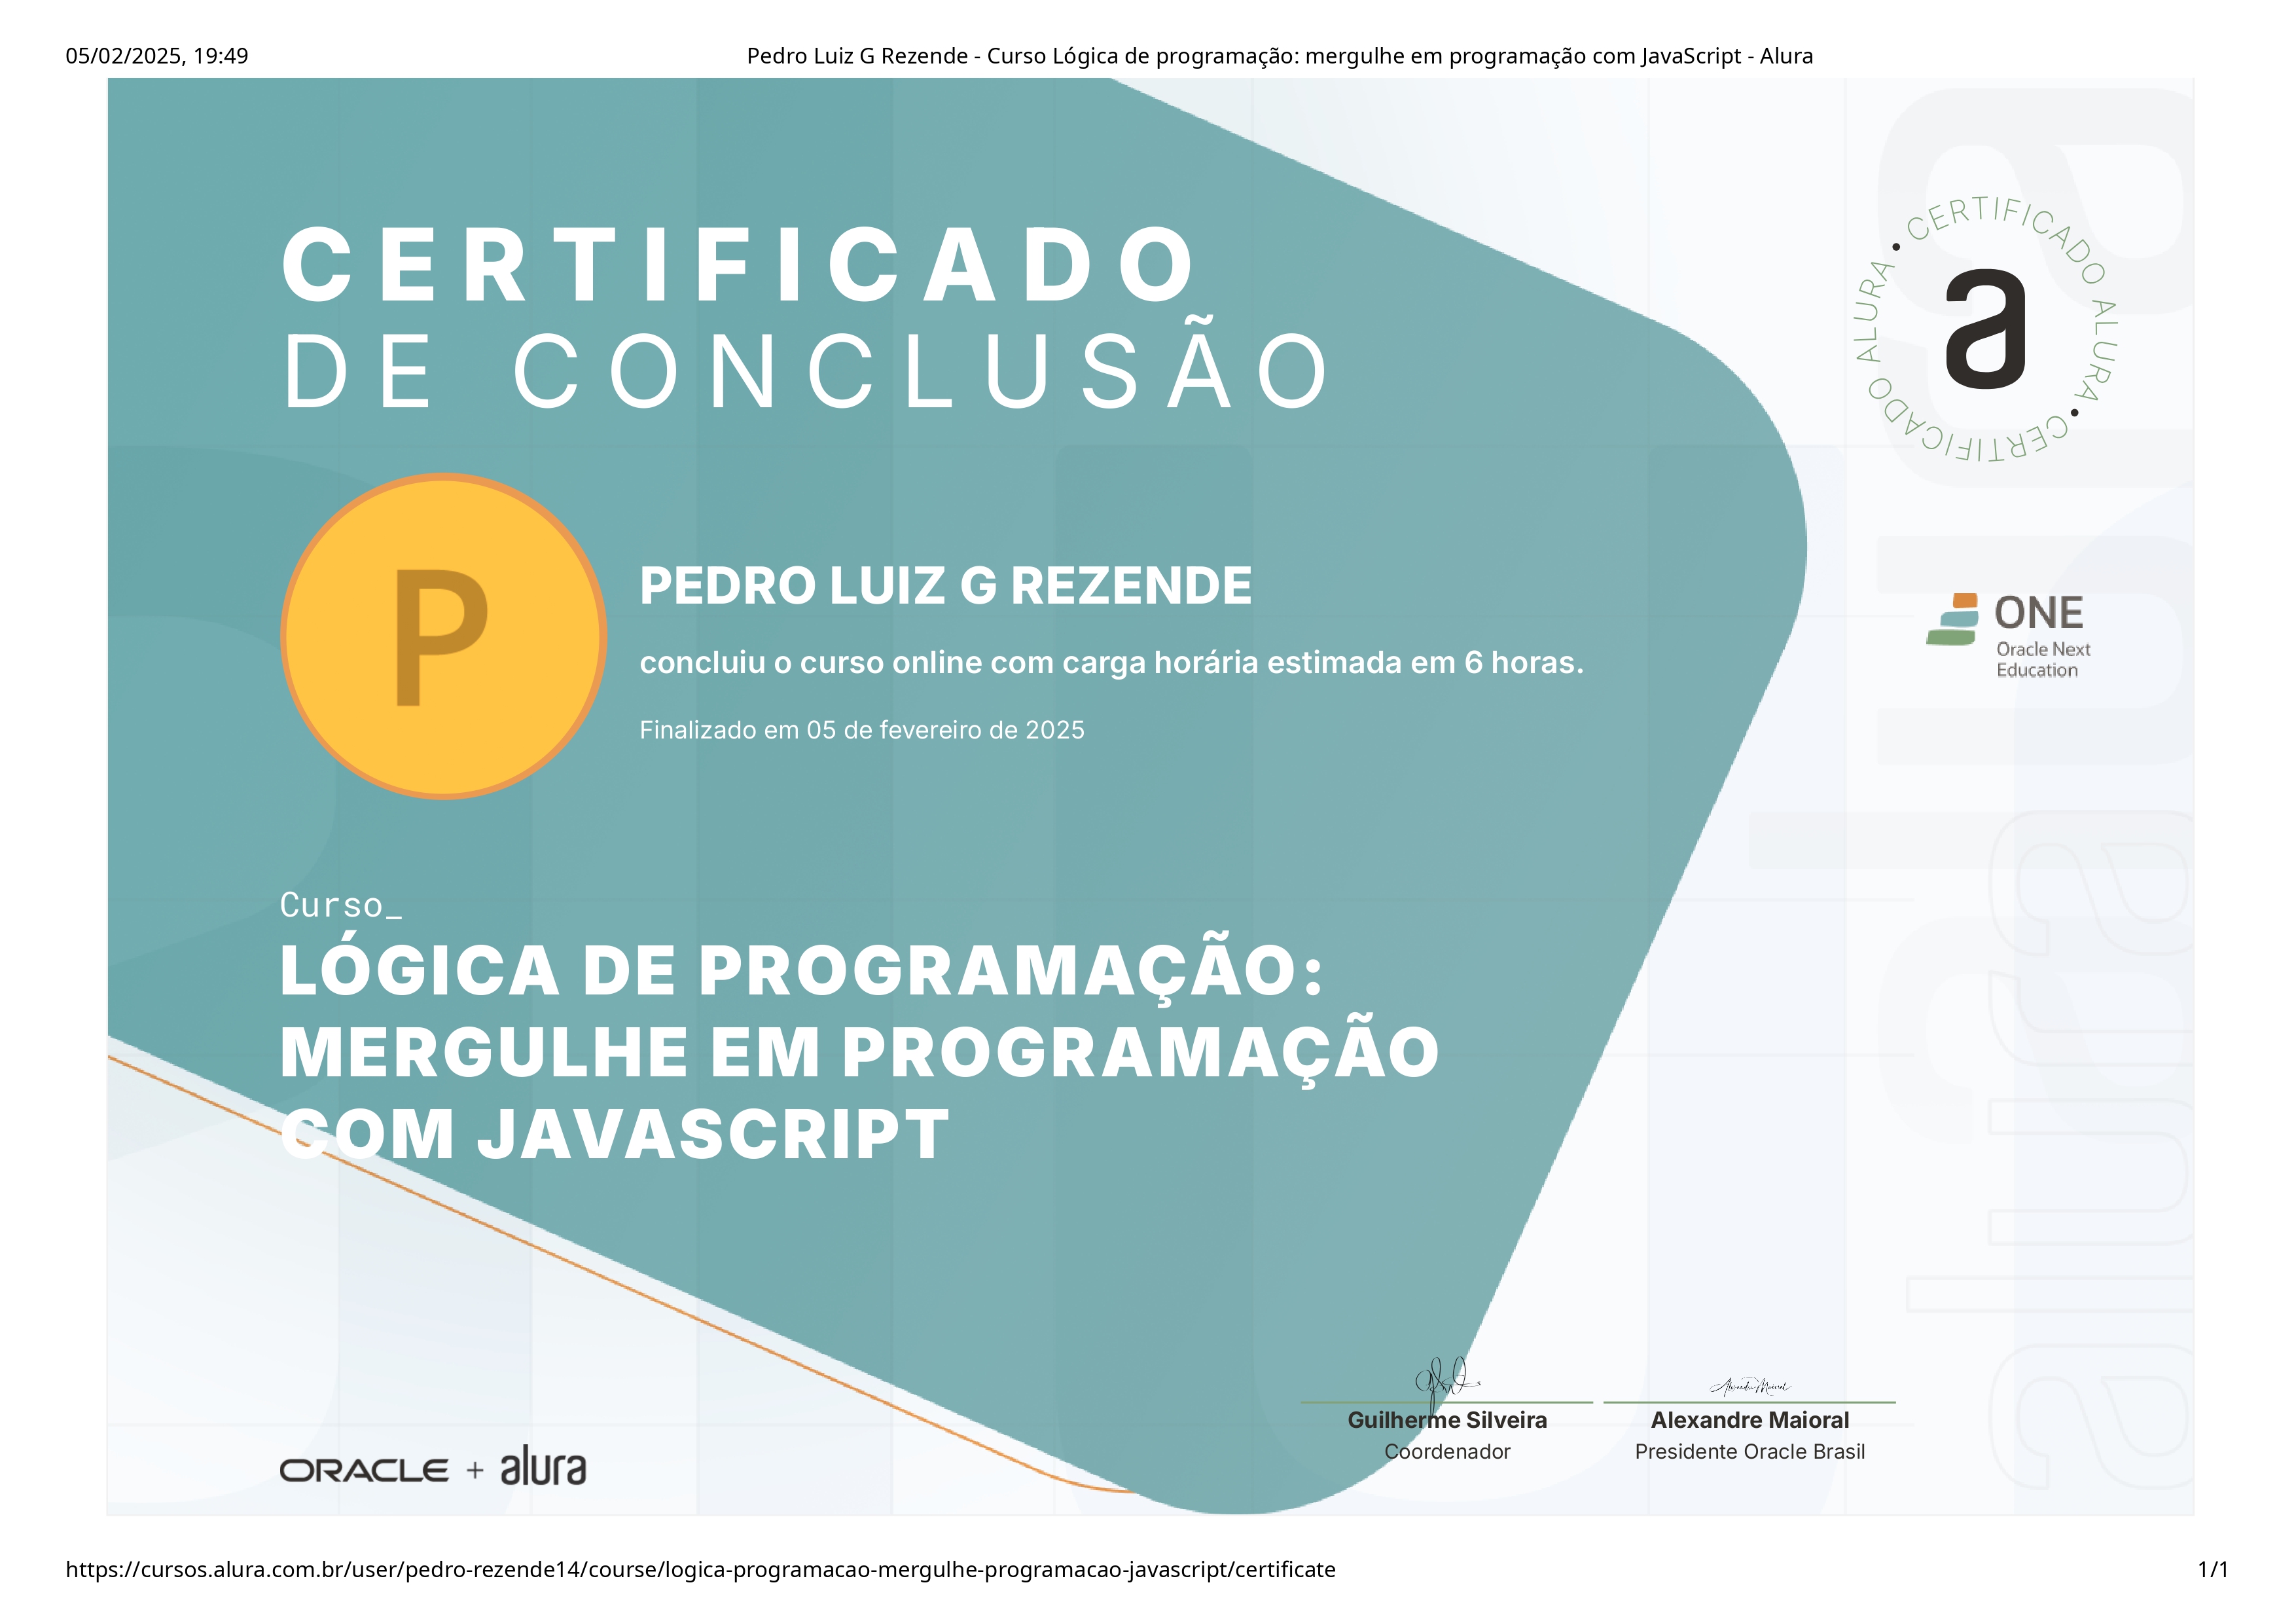 05/02/2025, 19:49
Pedro Luiz G Rezende - Curso Lógica de programação: mergulhe em programação com JavaScript - Alura
CERTIFICADO
DE CONCLUSÃO
• CERTIFICADO ALURA • CERTIFICADO ALURA
a
P
PEDRO LUIZ G REZENDE
concluiu o curso online com carga horária estimada em 6 horas.
Finalizado em 05 de fevereiro de 2025
ONE
Oracle Next
Education
Curso_
LÓGICA DE PROGRAMAÇÃO:
MERGULHE EM PROGRAMAÇÃO
COM JAVASCRIPT
alura
alura
Guilherme Silveira
Coordenador
Alexandre Maioral
Presidente Oracle Brasil
ORACLE + alura
https://cursos.alura.com.br/user/pedro-rezende14/course/logica-programacao-mergulhe-programacao-javascript/certificate
1/1